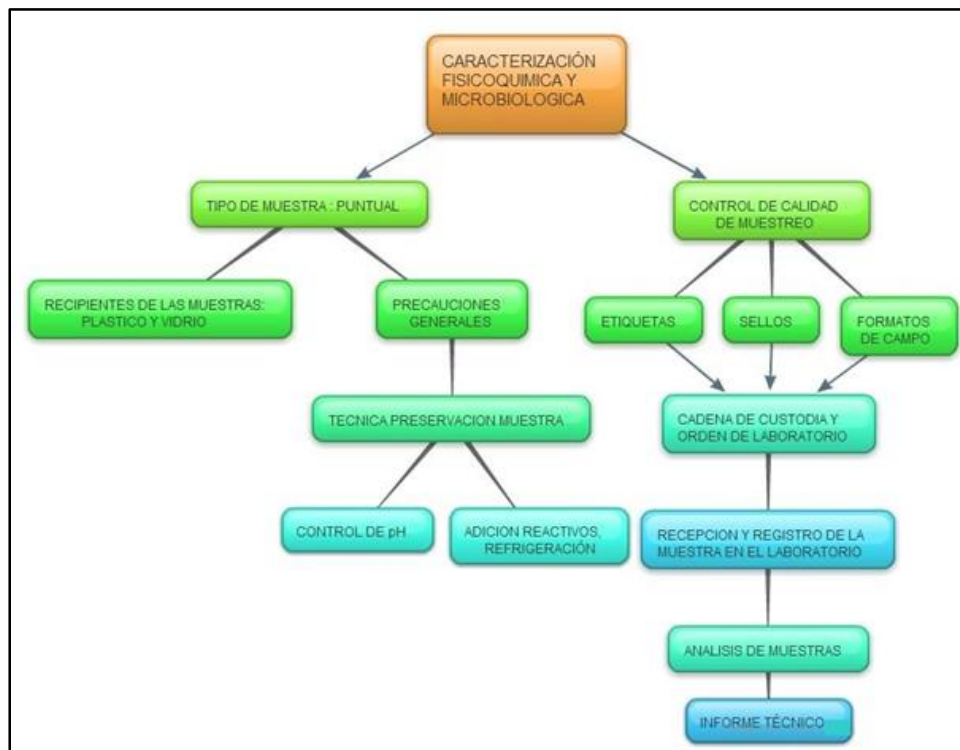 CARACTERIZACIÓN
FISICOQUIMICA Y
MICROBIOLOGICA
TIPO DE MUESTRA : PUNTUAL
CONTROL DE CALIDAD
DE MUESTREO
RECIPIENTES DE LAS MUESTRAS:
PLASTICO Y VIDRIO
PRECAUCIONES
GENERALES
ETIQUETAS
SELLOS
FORMATOS
DE CAMPO
TECNICA PRESERVACION MUESTRA
CADENA DE CUSTODIA Y
ORDEN DE LABORATORIO
CONTROL DE pH
ADICION REACTIVOS,
REFRIGERACIÓN
RECEPCION Y REGISTRO DE LA
MUESTRA EN EL LABORATORIO
ANALISIS DE MUESTRAS
INFORME TÉCNICO